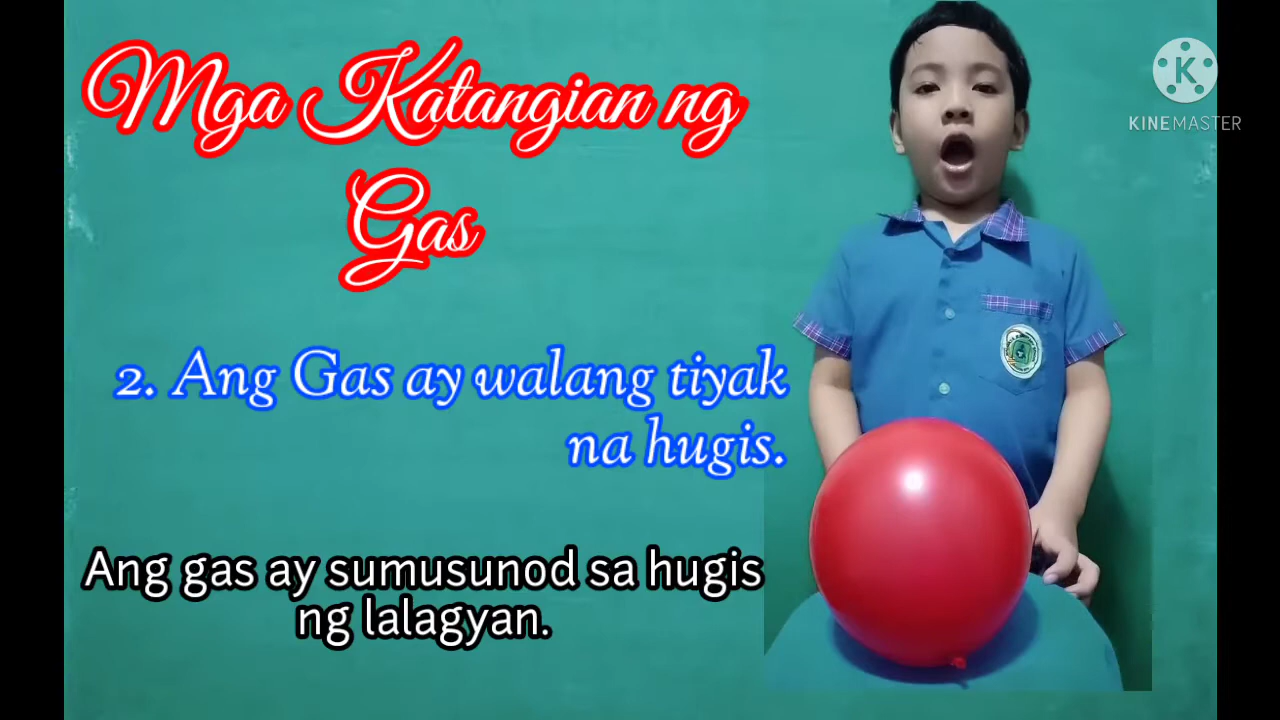 Mga Katangian ng
Gas
2. Ang Gas ay walang tiyak
na hugis.
Ang gas ay sumusunod sa hugis
ng lalagyan.
K
KINEMASTER